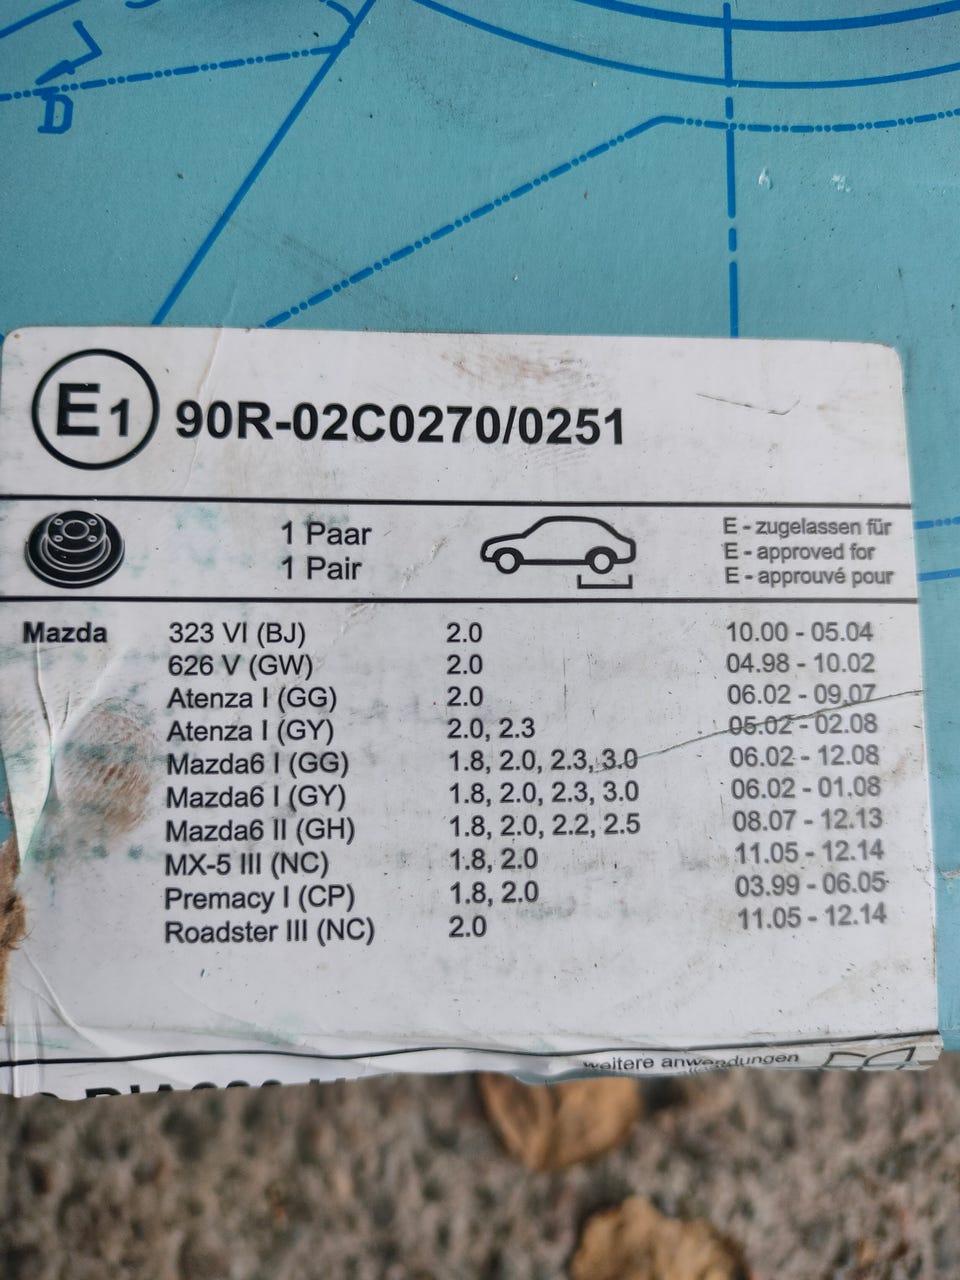 D
E1 90R-02C0270/0251
1 Paar
1 Pair
E - zugelassen für
E - approved for
E - approuvé pour
Mazda 323 VI (BJ) 2.0 10.00 - 05.04
626 V (GW) 2.0 04.98 - 10.02
Atenza I (GG) 2.0 06.02 - 09.07
Atenza I (GY) 2.0, 2.3 05.02 - 02.08
Mazda6 I (GG) 1.8, 2.0, 2.3, 3.0 06.02 - 12.08
Mazda6 I (GY) 1.8, 2.0, 2.3, 3.0 06.02 - 01.08
Mazda6 II (GH) 1.8, 2.0, 2.2, 2.5 08.07 - 12.13
MX-5 III (NC) 1.8, 2.0 11.05 - 12.14
Premacy I (CP) 1.8, 2.0 03.99 - 06.05
Roadster III (NC) 2.0 11.05 - 12.14
weitere anwendungen